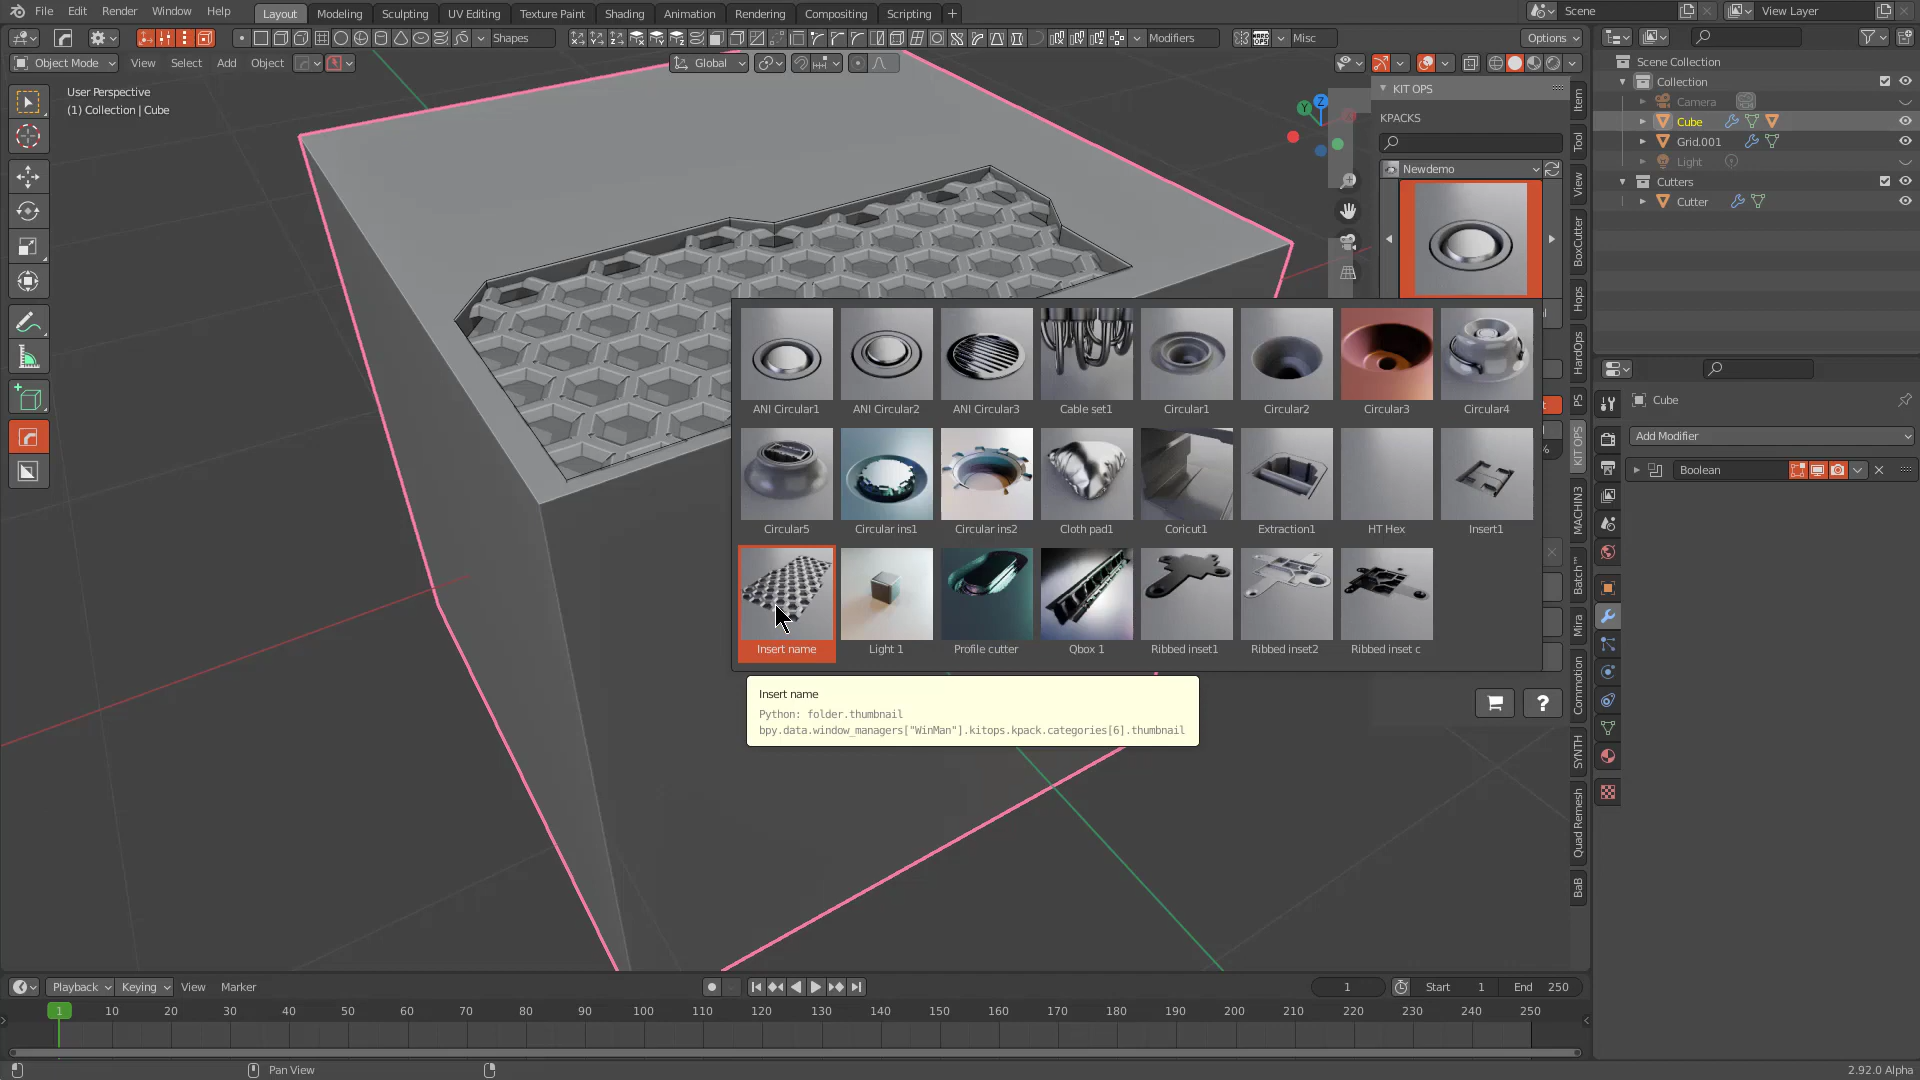 File Edit Render Window Help Layout Modeling Sculpting UV Editing Texture Paint Shading Animation Rendering Compositing Scripting + Scene View Layer
Shapes Modifiers Misc Options
Object Mode View Select Add Object Global
User Perspective
(1) Collection | Cube
Z
Y
KIT OPS
KPACKS
Newdemo
Item
Tool
View
BoxCutter
Hops
HardOps
PS
KIT OPS
MACHIN3
Batch™
Mira
Commotion
SYNTH
Quad Remesh
BaB
Scene Collection
Collection
Camera
Cube
Grid.001
Light
Cutters
Cutter
Cube
Add Modifier
Boolean
ANI Circular1 ANI Circular2 ANI Circular3 Cable set1 Circular1 Circular2 Circular3 Circular4
Circular5 Circular ins1 Circular ins2 Cloth pad1 Coricut1 Extraction1 HT Hex Insert1
Insert name Light 1 Profile cutter Qbox 1 Ribbed inset1 Ribbed inset2 Ribbed inset c
%
?
Insert name
Python: folder.thumbnail
bpy.data.window_managers["WinMan"].kitops.kpack.categories[6].thumbnail
Playback Keying View Marker 1 Start 1 End 250
1 10 20 30 40 50 60 70 80 90 100 110 120 130 140 150 160 170 180 190 200 210 220 230 240 250
Pan View 2.92.0 Alpha